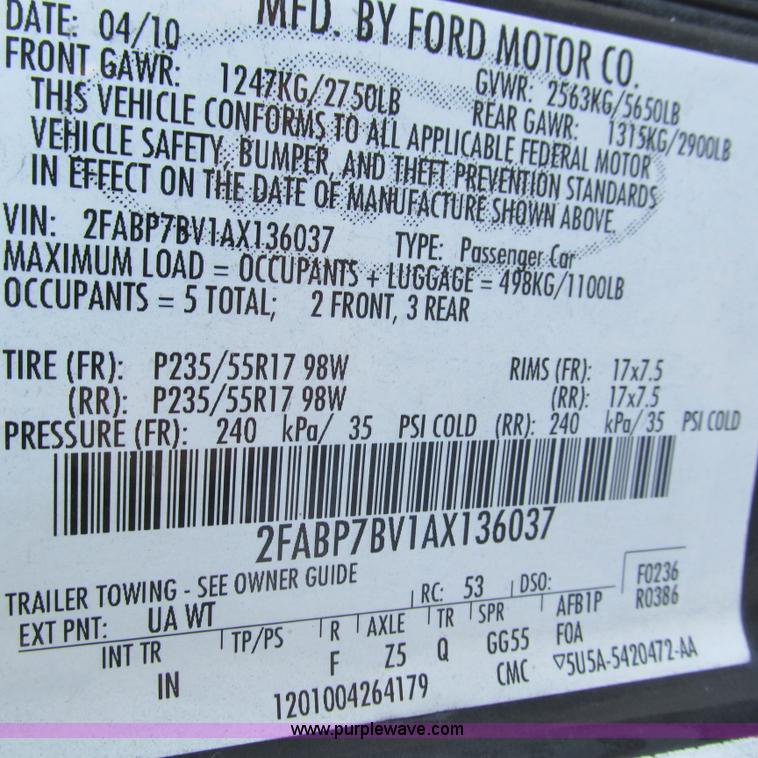 DATE: 04/10 MFD. BY FORD MOTOR CO.
FRONT GAWR: 1247KG/2750LB GVWR: 2563KG/5650LB
REAR GAWR: 1315KG/2900LB
THIS VEHICLE CONFORMS TO ALL APPLICABLE FEDERAL MOTOR
VEHICLE SAFETY, BUMPER, AND THEFT PREVENTION STANDARDS
IN EFFECT ON THE DATE OF MANUFACTURE SHOWN ABOVE.
VIN: 2FABP7BV1AX136037 TYPE: Passenger Car
MAXIMUM LOAD = OCCUPANTS + LUGGAGE = 498KG/1100LB
OCCUPANTS = 5 TOTAL; 2 FRONT, 3 REAR
TIRE (FR): P235/55R17 98W RIMS (FR): 17x7.5
(RR): P235/55R17 98W (RR): 17x7.5
PRESSURE (FR): 240 kPa/ 35 PSI COLD (RR): 240 kPa/ 35 PSI COLD
2FABP7BV1AX136037
TRAILER TOWING - SEE OWNER GUIDE RC: 53 DSO: F0236
EXT PNT: UA WT R0386
INT TR TP/PS R AXLE TR SPR AFB1P
IN F Z5 Q GG55 F0A
1201004264179 CMC ▽5U5A-5420472-AA
www.purplewave.com